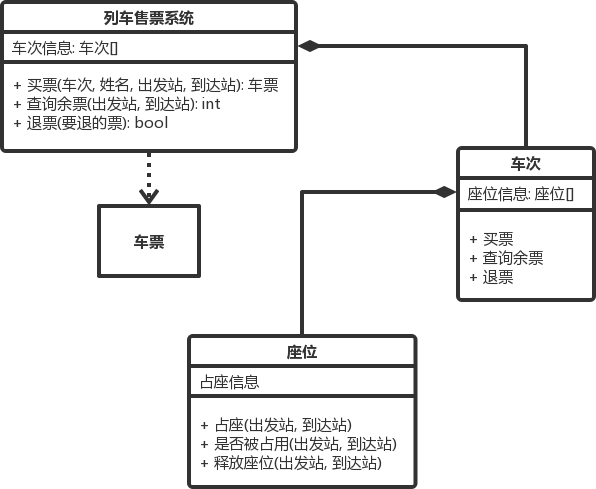 列车售票系统
车次信息: 车次[]
+ 买票(车次, 姓名, 出发站, 到达站): 车票
+ 查询余票(出发站, 到达站): int
+ 退票(要退的票): bool
车次
座位信息: 座位[]
+ 买票
+ 查询余票
+ 退票
车票
座位
占座信息
+ 占座(出发站, 到达站)
+ 是否被占用(出发站, 到达站)
+ 释放座位(出发站, 到达站)